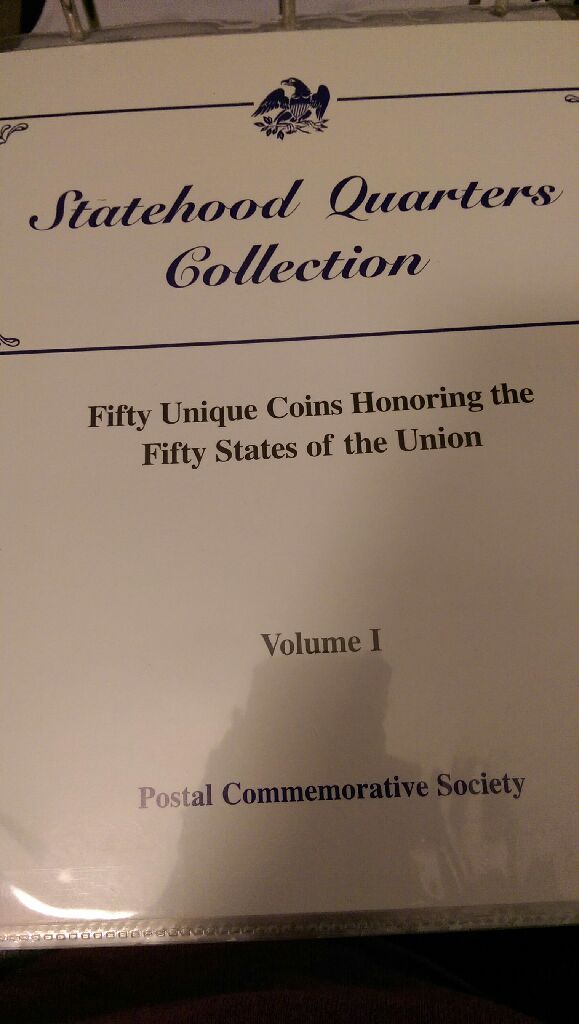 Statehood Quarters
Collection
Fifty Unique Coins Honoring the
Fifty States of the Union
Volume I
Postal Commemorative Society